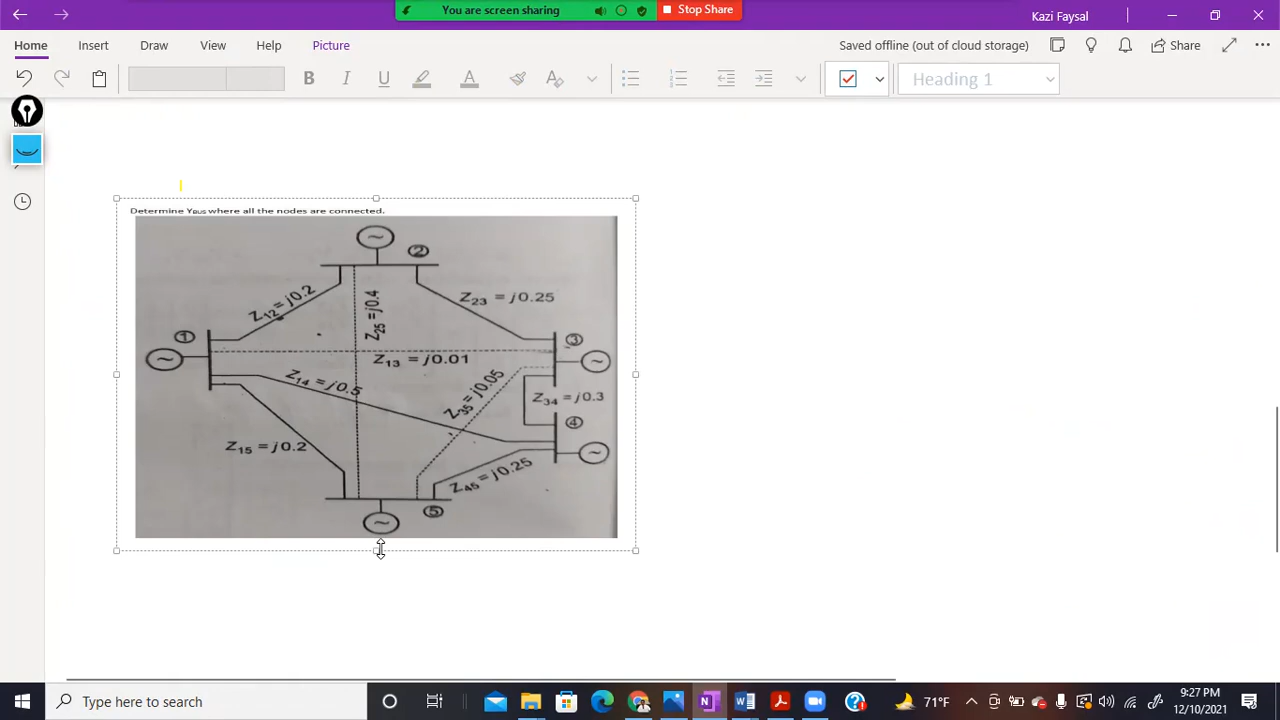 You are screen sharing
Stop Share
Kazi Faysal
Home Insert Draw View Help Picture
Saved offline (out of cloud storage)
Share
B I U A
Heading 1
Determine YBUS where all the nodes are connected.
②
Z12 = j0.2
Z25 = j0.4
Z23 = j0.25
①
③
Z13 = j0.01
Z14 = j0.5
Z35 = j0.05
Z34 = j0.3
④
Z15 = j0.2
Z45 = j0.25
⑤
Type here to search
71°F
9:27 PM
12/10/2021